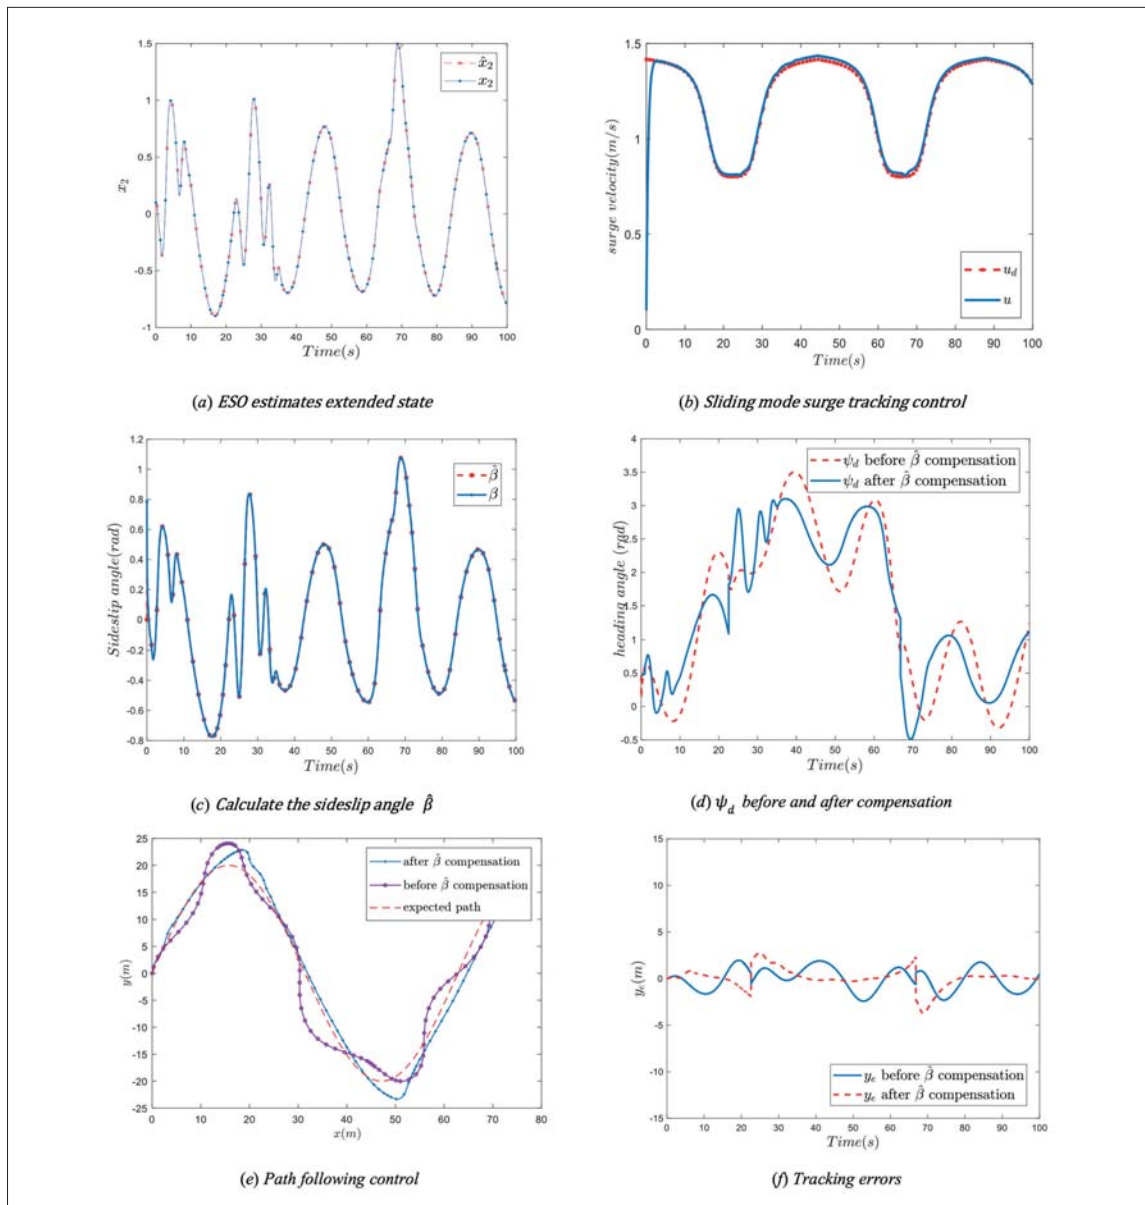 1.5
1
0.5
0
-0.5
-1
x₂
x̂₂
x₂
0 10 20 30 40 50 60 70 80 90 100
Time(s)
(a) ESO estimates extended state
1.5
1
0.5
0
surge velocity(m/s)
u_d
u
0 10 20 30 40 50 60 70 80 90 100
Time(s)
(b) Sliding mode surge tracking control
1.2
1
0.8
0.6
0.4
0.2
0
-0.2
-0.4
-0.6
-0.8
Sideslip angle(rad)
β̂
β
0 10 20 30 40 50 60 70 80 90 100
Time(s)
(c) Calculate the sideslip angle β̂
4
3.5
3
2.5
2
1.5
1
0.5
0
-0.5
heading angle (rad)
ψ_d before β̂ compensation
ψ_d after β̂ compensation
0 10 20 30 40 50 60 70 80 90 100
Time(s)
(d) ψ_d before and after compensation
25
20
15
10
5
0
-5
-10
-15
-20
-25
y(m)
after β̂ compensation
before β̂ compensation
expected path
0 10 20 30 40 50 60 70 80
x(m)
(e) Path following control
15
10
5
0
-5
-10
-15
y_e(m)
y_e before β̂ compensation
y_e after β̂ compensation
0 10 20 30 40 50 60 70 80 90 100
Time(s)
(f) Tracking errors